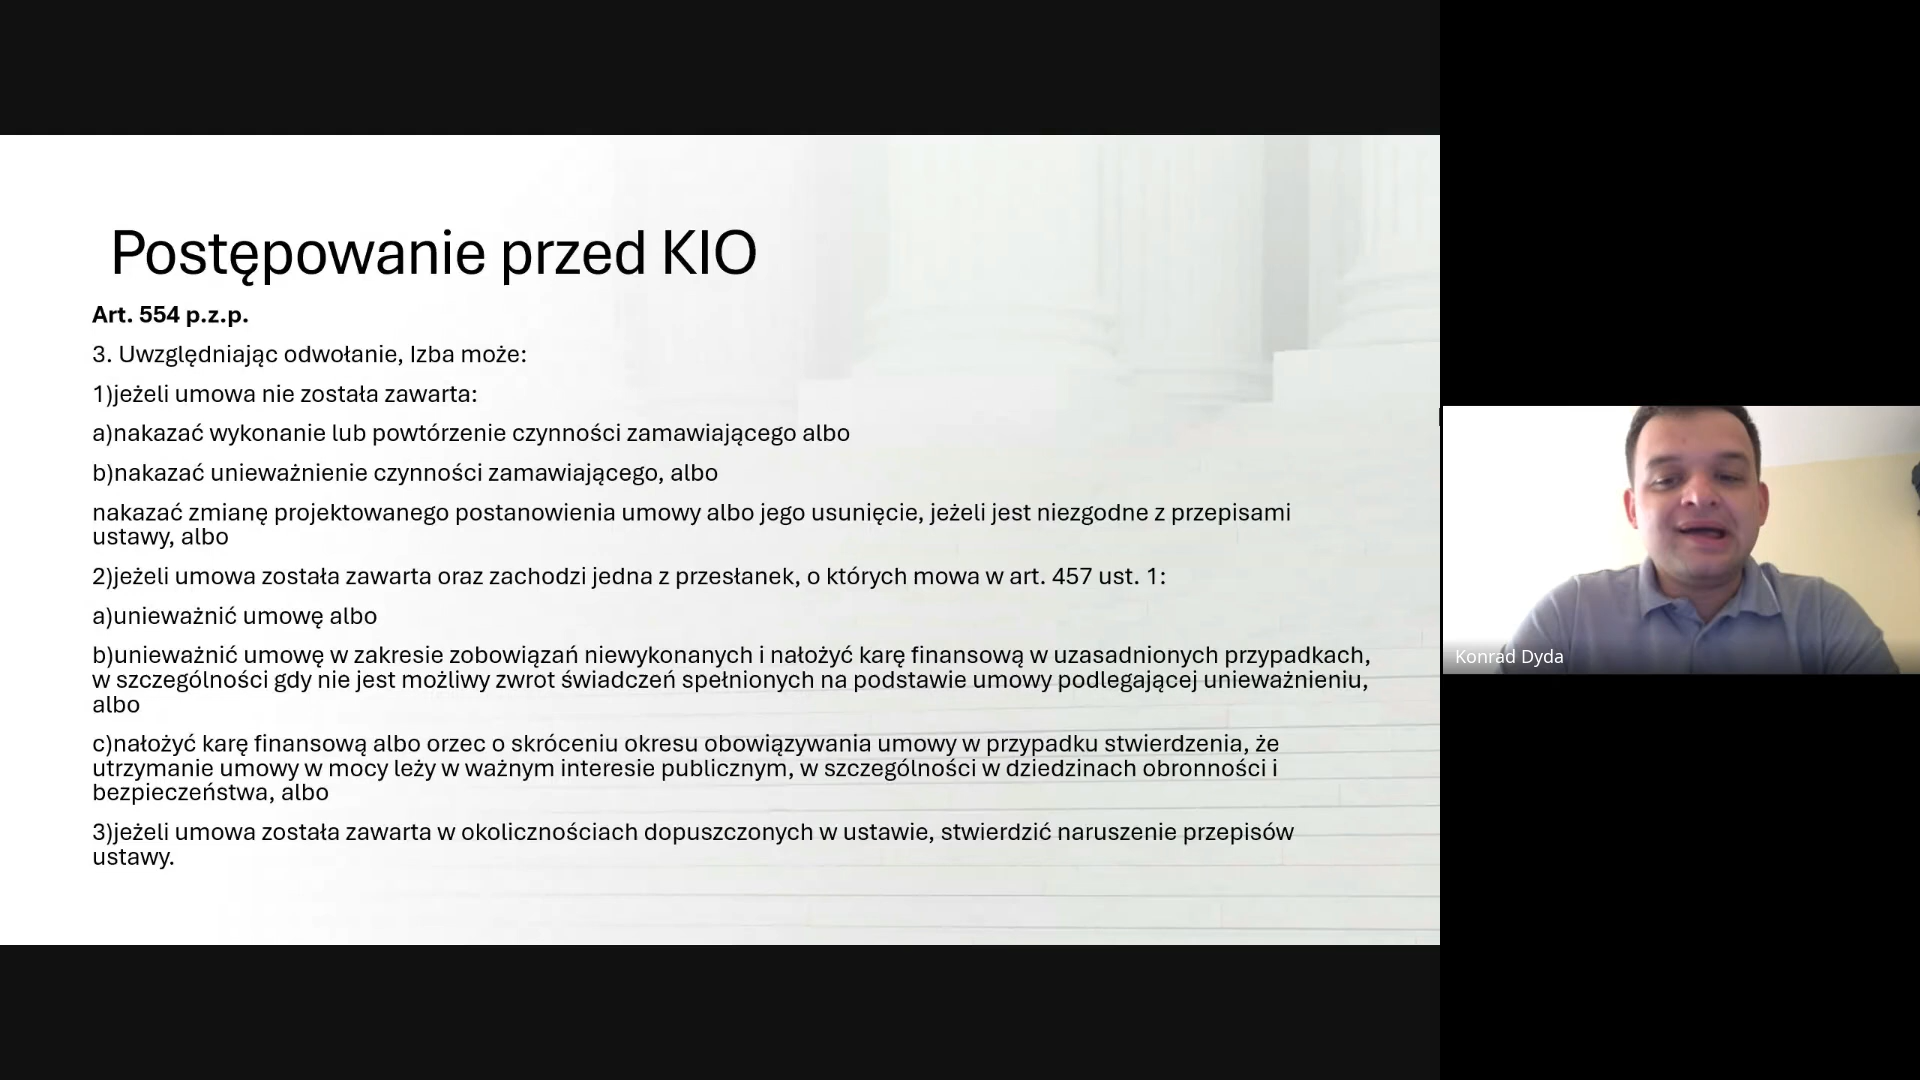 Postępowanie przed KIO
Art. 554 p.z.p.
3. Uwzględniając odwołanie, Izba może:
1)jeżeli umowa nie została zawarta:
a)nakazać wykonanie lub powtórzenie czynności zamawiającego albo
b)nakazać unieważnienie czynności zamawiającego, albo
nakazać zmianę projektowanego postanowienia umowy albo jego usunięcie, jeżeli jest niezgodne z przepisami
ustawy, albo
2)jeżeli umowa została zawarta oraz zachodzi jedna z przesłanek, o których mowa w art. 457 ust. 1:
a)unieważnić umowę albo
b)unieważnić umowę w zakresie zobowiązań niewykonanych i nałożyć karę finansową w uzasadnionych przypadkach,
w szczególności gdy nie jest możliwy zwrot świadczeń spełnionych na podstawie umowy podlegającej unieważnieniu,
albo
c)nałożyć karę finansową albo orzec o skróceniu okresu obowiązywania umowy w przypadku stwierdzenia, że
utrzymanie umowy w mocy leży w ważnym interesie publicznym, w szczególności w dziedzinach obronności i
bezpieczeństwa, albo
3)jeżeli umowa została zawarta w okolicznościach dopuszczonych w ustawie, stwierdzić naruszenie przepisów
ustawy.
Konrad Dyda